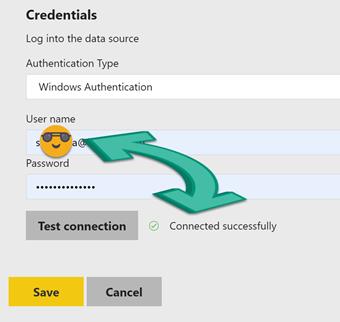 Credentials
Log into the data source
Authentication Type
Windows Authentication
User name
Password
••••••••••••••
Test connection
Connected successfully
Save Cancel